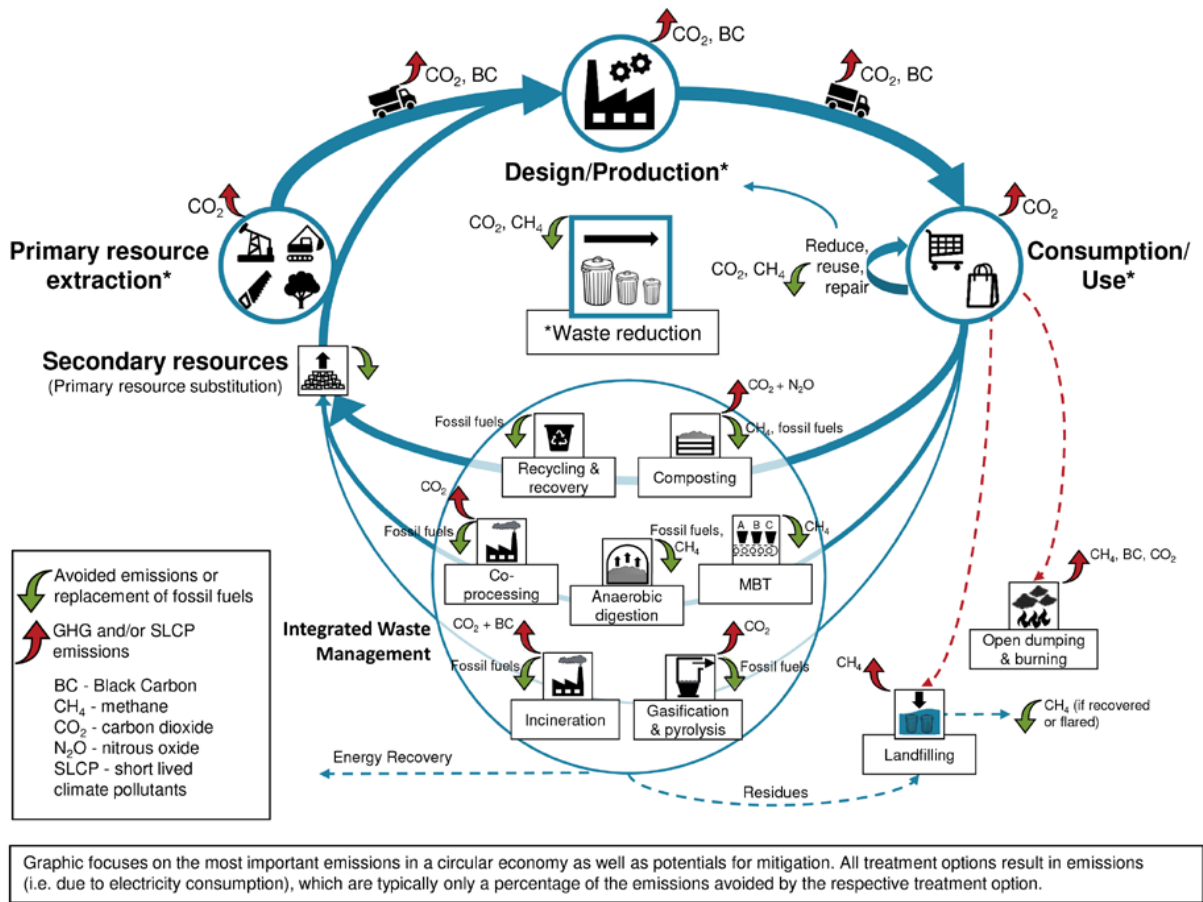 CO₂, BC
CO₂, BC
CO₂, BC
Design/Production*
CO₂
Primary resource
extraction*
CO₂
Consumption/
Use*
CO₂, CH₄
*Waste reduction
Reduce,
reuse,
repair
CO₂, CH₄
Secondary resources
(Primary resource substitution)
Fossil fuels
Recycling &
recovery
CO₂ + N₂O
CH₄, fossil fuels
Composting
CO₂
Fossil fuels
Co-
processing
Fossil fuels,
CH₄
Anaerobic
digestion
A B C
CH₄
MBT
Integrated Waste
Management
CO₂ + BC
Fossil fuels
Incineration
CO₂
Fossil fuels
Gasification
& pyrolysis
CH₄, BC, CO₂
Open dumping
& burning
CH₄
Landfilling
CH₄ (if recovered
or flared)
Energy Recovery
Residues
Avoided emissions or
replacement of fossil fuels
GHG and/or SLCP
emissions
BC - Black Carbon
CH₄ - methane
CO₂ - carbon dioxide
N₂O - nitrous oxide
SLCP - short lived
climate pollutants
Graphic focuses on the most important emissions in a circular economy as well as potentials for mitigation. All treatment options result in emissions
(i.e. due to electricity consumption), which are typically only a percentage of the emissions avoided by the respective treatment option.